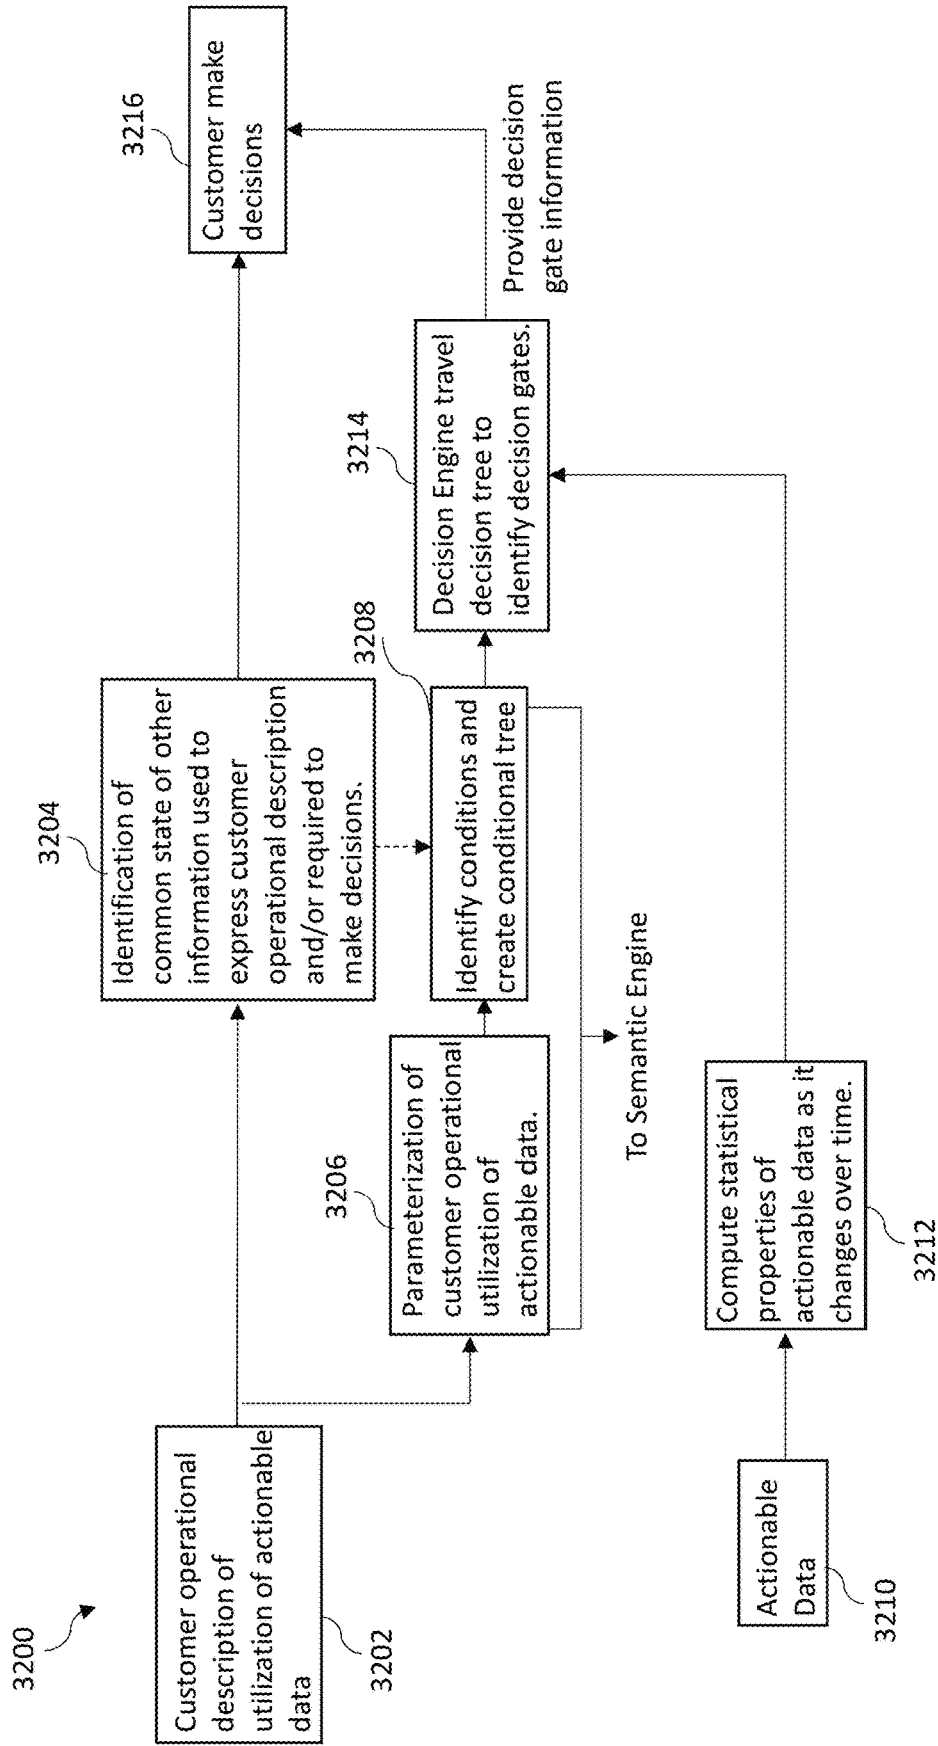 3200
Customer operational
description of
utilization of actionable
data
3202
3204
Identification of
common state of other
information used to
express customer
operational description
and/or required to
make decisions.
3216
Customer make
decisions
3206
Parameterization of
customer operational
utilization of
actionable data.
3208
Identify conditions and
create conditional tree
3214
Decision Engine travel
decision tree to
identify decision gates.
Provide decision
gate information
To Semantic Engine
Actionable
Data
3210
Compute statistical
properties of
actionable data as it
changes over time.
3212